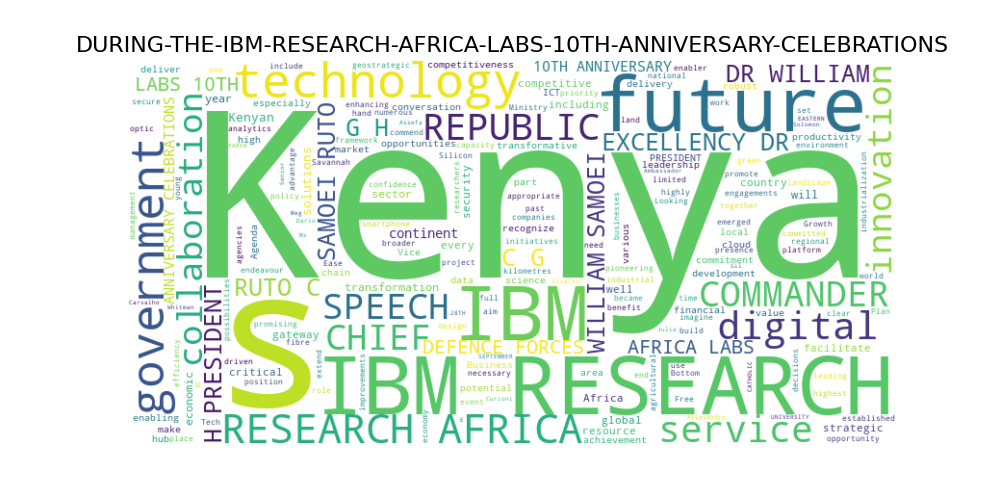 DURING-THE-IBM-RESEARCH-AFRICA-LABS-10TH-ANNIVERSARY-CELEBRATIONS
deliver
LABS 10TH
technology
geostrategic
competitiveness
include
one
10TH ANNIVERSARY
enabler
DR WILLIAM
national
secure
year
especially
enhancing
conversation
competitive
delivery
ICT
priority
robust
future
innovation
optic
Kenyan
analytics
hand
numerous
including
Ministry
work
set
EASTERN
Solomon
high
G H
REPUBLIC
Assefa
commend
EXCELLENCY DR
productivity
environment
opportunities
transformative
government
collaboration
ANNIVERSARY CELEBRATIONS
SAMOEI RUTO
solutions
market
framework
capacity
Savannah
Silicon
land
PRESIDENT
leadership
Ambassador
limited
green
landscape
promote
industrialization
Kenya
young
policy
Senior
advantage
confidence
sector
security
researchers
part
appropriate
companies
past
highly
Looking
country
engagements
will
together
committed
Growth
platform
smartphone
continent
recognize
emerged
regional
management
agencies
Agenda
endeavour
Ease
chain
Vice
broader
every
initiatives
C G
kilometres
WILLIAM SAMOEI
businesses
need
various
pioneering
local
cloud
presence
commitment
development
Gil
world
project
data
science
industrial
well
Carvalho
Whitman
possibilities
PRESIDENT
RUTO C
transformation
S
SPEECH
full
aim
28TH
IBM
became
benefit
imagine
time
financial
build
COMMANDER
value
clear
Plan
promising
gateway
fibre
CHIEF
design
DEFENCE FORCES
Julia
digital
AFRICA LABS
facilitate
efficiency
economic
driven
critical
position
extend
role
improvements
Business
necessary
SEPTEMBER
potential
event
Curioni
area
end
agricultural
use
Bottom
Free
CATHOLIC
decisions
leading
highest
enabling
make
hub
place
H
Tech
IBM RESEARCH
Africa
RESEARCH AFRICA
economy
global
resource
achievement
service
UNIVERSITY
established
strategic
opportunity